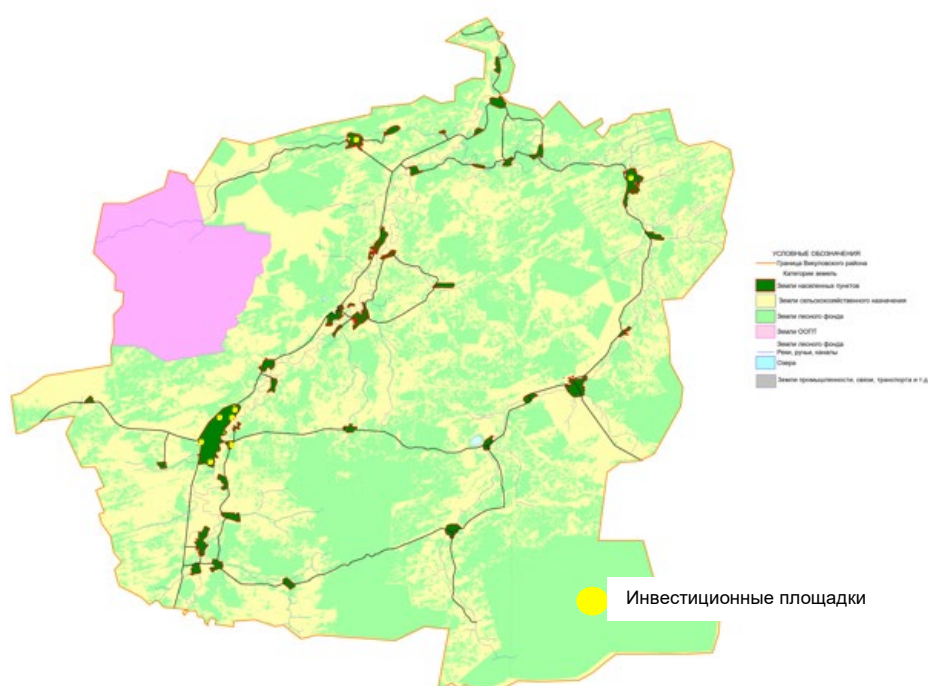 УСЛОВНЫЕ ОБОЗНАЧЕНИЯ
Граница Викуловского района
Категории земель
Земли населенных пунктов
Земли сельскохозяйственного назначения
Земли лесного фонда
Земли ООПТ
Земли лесного фонда
Реки, ручьи, каналы
Озера
Земли промышленности, связи, транспорта и т.д.
Инвестиционные площадки